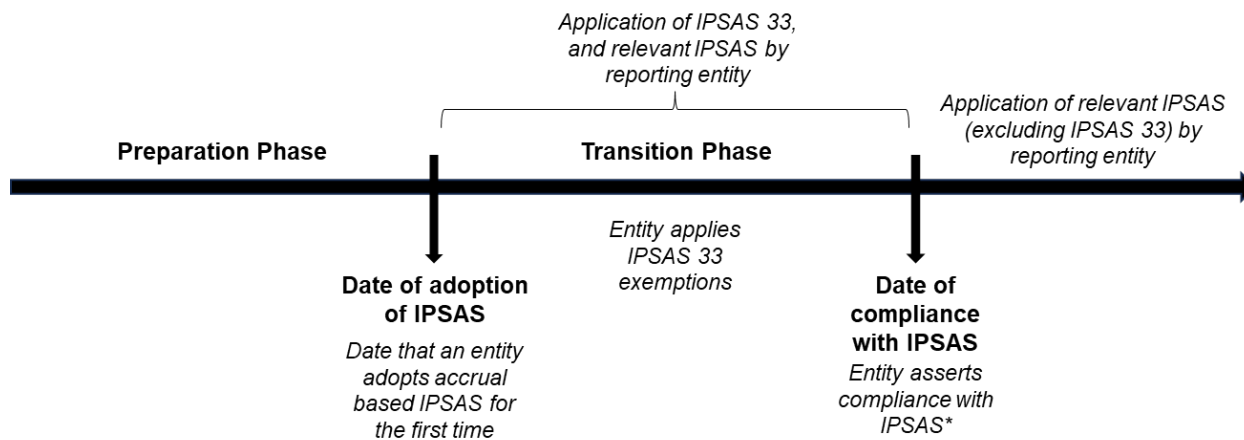 Application of IPSAS 33,
and relevant IPSAS by
reporting entity
Application of relevant IPSAS
(excluding IPSAS 33) by
reporting entity
Preparation Phase
Transition Phase
Entity applies
IPSAS 33
exemptions
Date of adoption
of IPSAS
Date that an entity
adopts accrual
based IPSAS for
the first time
Date of
compliance
with IPSAS
Entity asserts
compliance with
IPSAS*